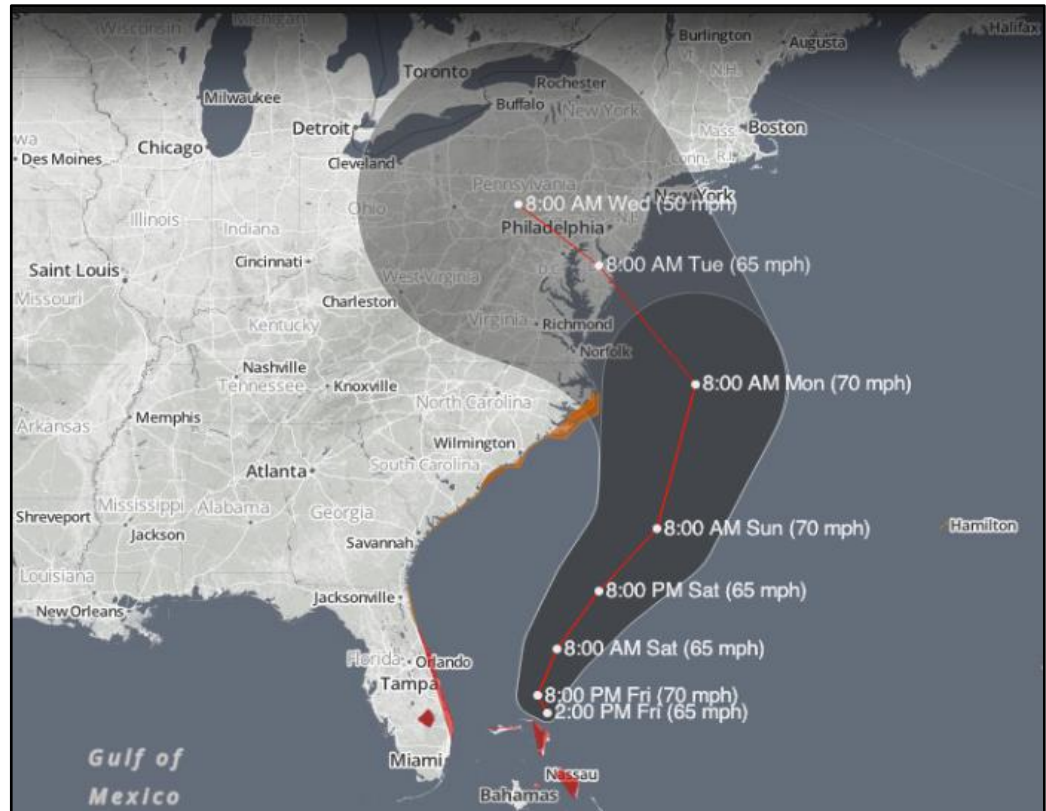 Wisconsin
Michigan
Halifax
Burlington
Augusta
VT.
N.H.
Toronto
Rochester
Milwaukee
Buffalo
New York
Detroit
Mass.
Boston
Chicago
Des Moines
Cleveland
Conn.
R.I.
Pennsylvania
New York
8:00 AM Wed (50 mph)
Ohio
Illinois
Indiana
Philadelphia
Cincinnati
D.C.
8:00 AM Tue (65 mph)
Saint Louis
West Virginia
Missouri
Charleston
Kentucky
Virginia
Richmond
Norfolk
Nashville
Tennessee
Knoxville
8:00 AM Mon (70 mph)
North Carolina
Memphis
Arkansas
Wilmington
Atlanta
South Carolina
Mississippi
Alabama
Georgia
Shreveport
Jackson
8:00 AM Sun (70 mph)
Hamilton
Savannah
Louisiana
New Orleans
Jacksonville
8:00 PM Sat (65 mph)
Florida
Orlando
8:00 AM Sat (65 mph)
Tampa
8:00 PM Fri (70 mph)
2:00 PM Fri (65 mph)
Gulf of
Mexico
Miami
Nassau
Bahamas